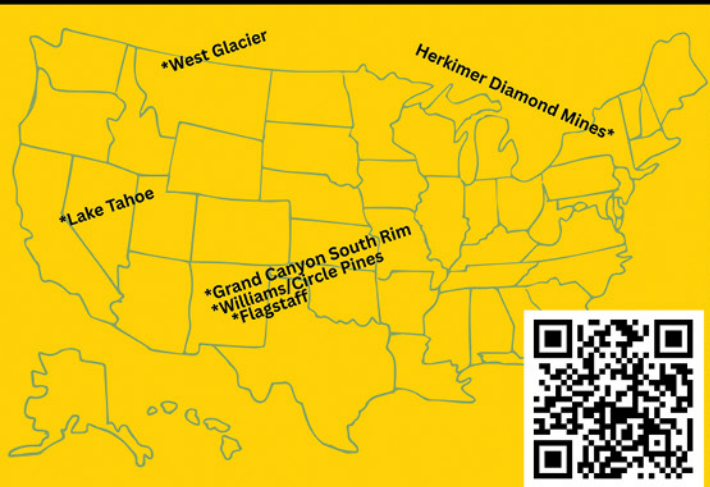 *West Glacier
Herkimer Diamond Mines*
*Lake Tahoe
*Grand Canyon South Rim
*Williams/Circle Pines
*Flagstaff